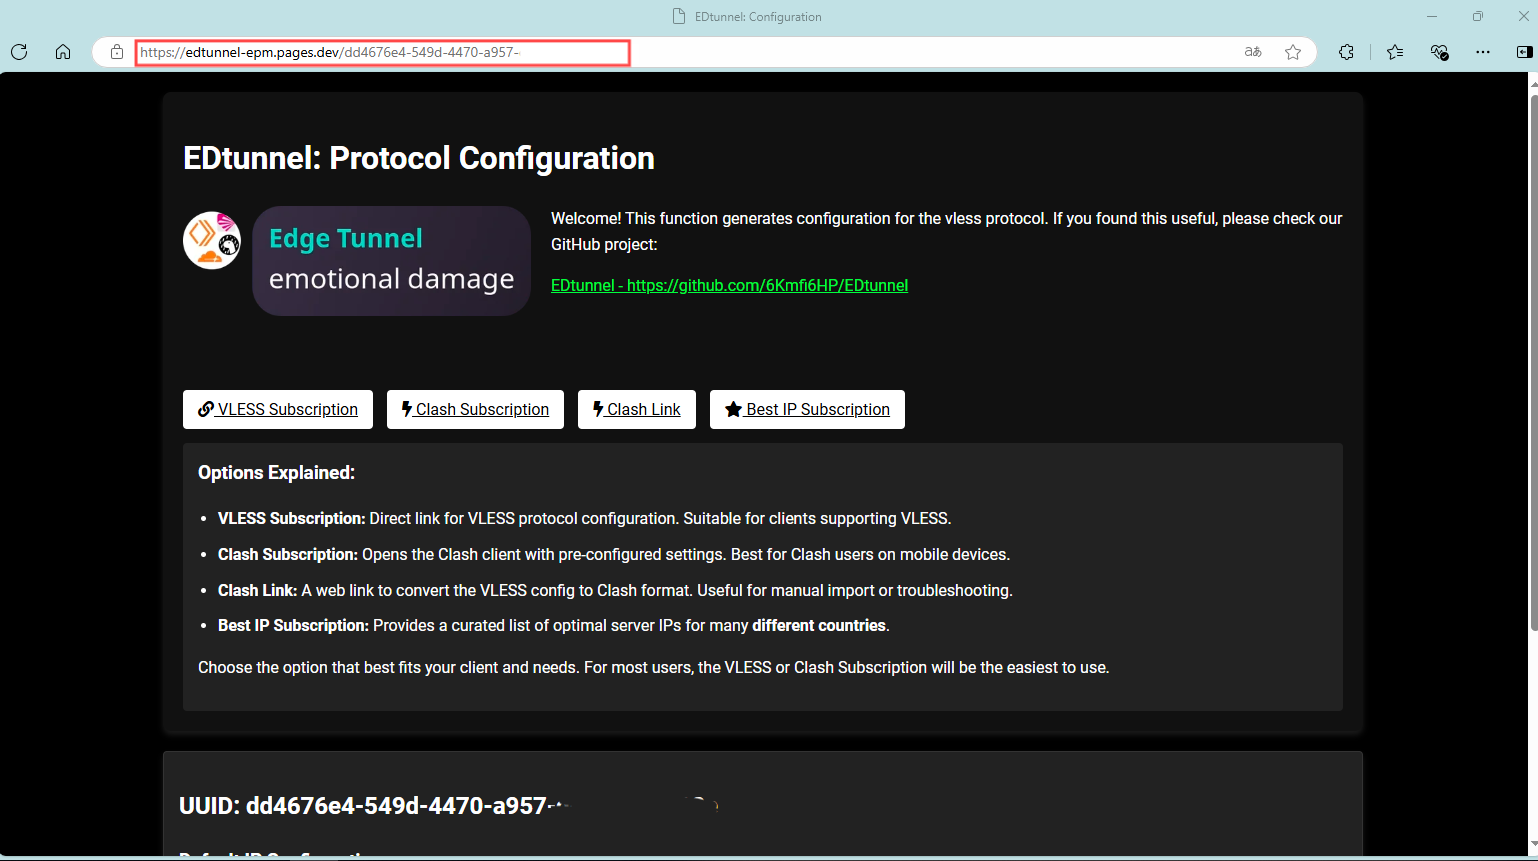 EDtunnel: Configuration
https://edtunnel-epm.pages.dev/dd4676e4-549d-4470-a957-
aあ
EDtunnel: Protocol Configuration
Edge Tunnel
emotional damage
Welcome! This function generates configuration for the vless protocol. If you found this useful, please check our
GitHub project:
EDtunnel - https://github.com/6Kmfi6HP/EDtunnel
VLESS Subscription
Clash Subscription
Clash Link
Best IP Subscription
Options Explained:
• VLESS Subscription: Direct link for VLESS protocol configuration. Suitable for clients supporting VLESS.
• Clash Subscription: Opens the Clash client with pre-configured settings. Best for Clash users on mobile devices.
• Clash Link: A web link to convert the VLESS config to Clash format. Useful for manual import or troubleshooting.
• Best IP Subscription: Provides a curated list of optimal server IPs for many different countries.
Choose the option that best fits your client and needs. For most users, the VLESS or Clash Subscription will be the easiest to use.
UUID: dd4676e4-549d-4470-a957-